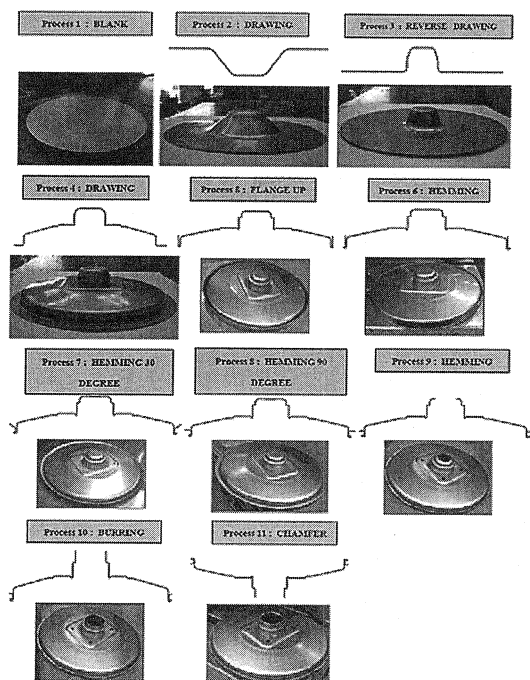 Process 1 : BLANK
Process 2 : DRAWING
Process 3 : REVERSE DRAWING
Process 4 : DRAWING
Process 8 : FLANGE UP
Process 6 : HEMMING
Process 7 : HEMMING 30
DEGREE
Process 8 : HEMMING 90
DEGREE
Process 9 : HEMMING
Process 10 : BURRING
Process 11 : CHAMFER